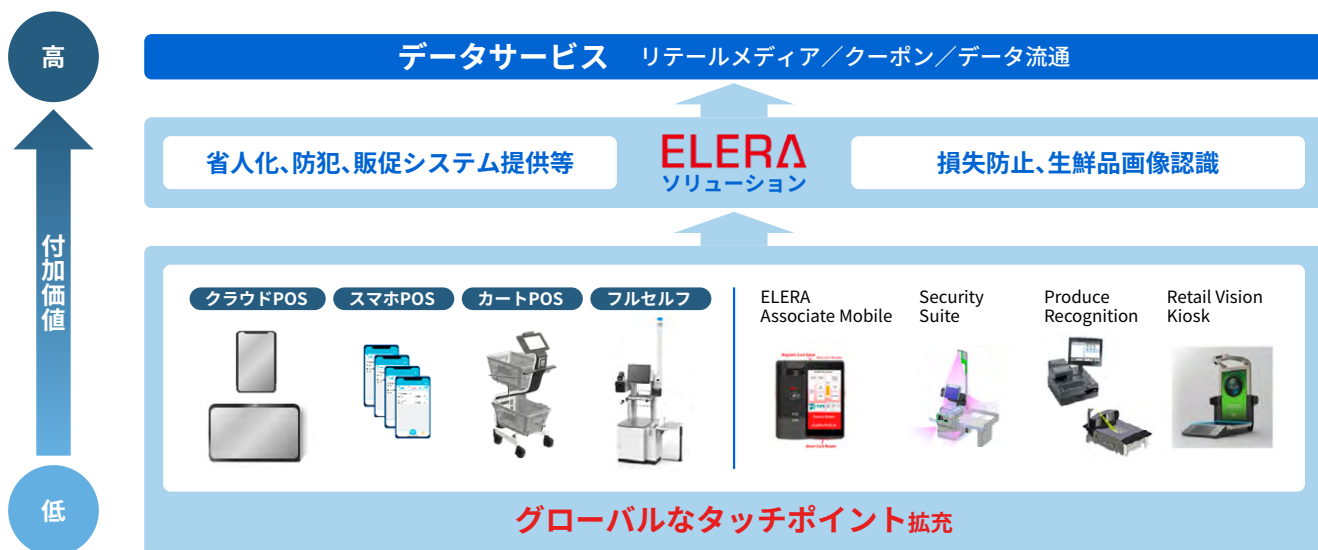 高
データサービス リテールメディア／クーポン／データ流通
省人化、防犯、販促システム提供等
ELERA
ソリューション
損失防止、生鮮品画像認識
付加価値
クラウドPOS
スマホPOS
カートPOS
フルセルフ
ELERA
Associate Mobile
Security
Suite
Produce
Recognition
Retail Vision
Kiosk
低
グローバルなタッチポイント拡充